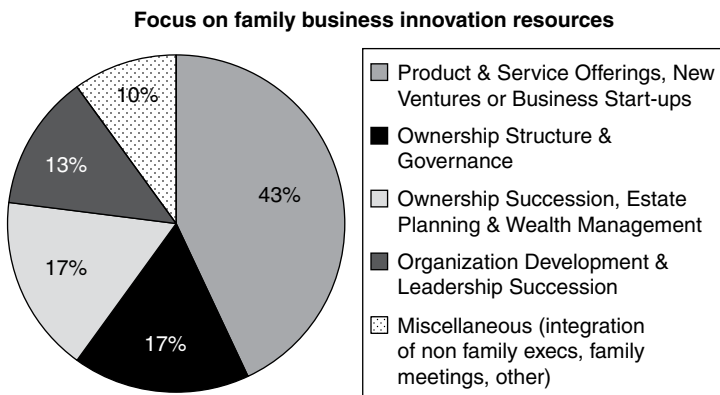 Focus on family business innovation resources
10%
13%
43%
17%
17%
Product & Service Offerings, New
Ventures or Business Start-ups
Ownership Structure &
Governance
Ownership Succession, Estate
Planning & Wealth Management
Organization Development &
Leadership Succession
Miscellaneous (integration
of non family execs, family
meetings, other)